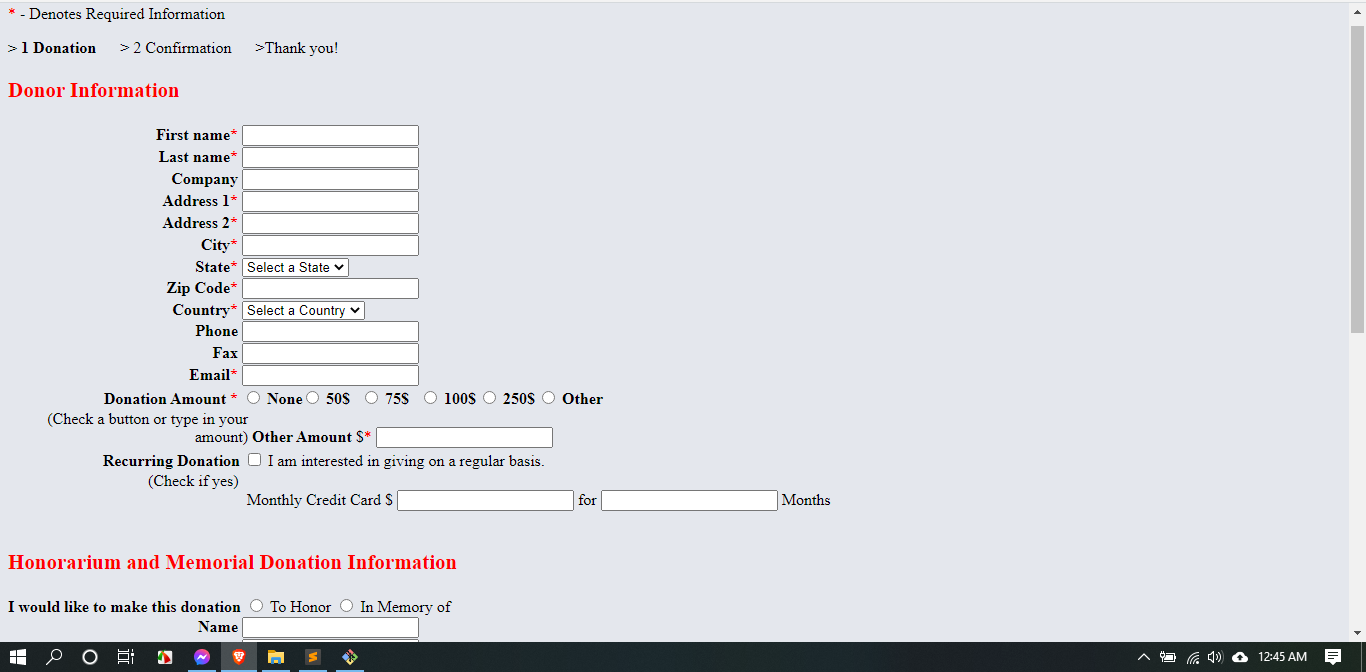 * - Denotes Required Information
> 1 Donation > 2 Confirmation >Thank you!
Donor Information
First name*
Last name*
Company
Address 1*
Address 2*
City*
State* Select a State
Zip Code*
Country* Select a Country
Phone
Fax
Email*
Donation Amount * None 50$ 75$ 100$ 250$ Other
(Check a button or type in your
amount) Other Amount $*
Recurring Donation I am interested in giving on a regular basis.
(Check if yes)
Monthly Credit Card $ for Months
Honorarium and Memorial Donation Information
I would like to make this donation To Honor In Memory of
Name
12:45 AM